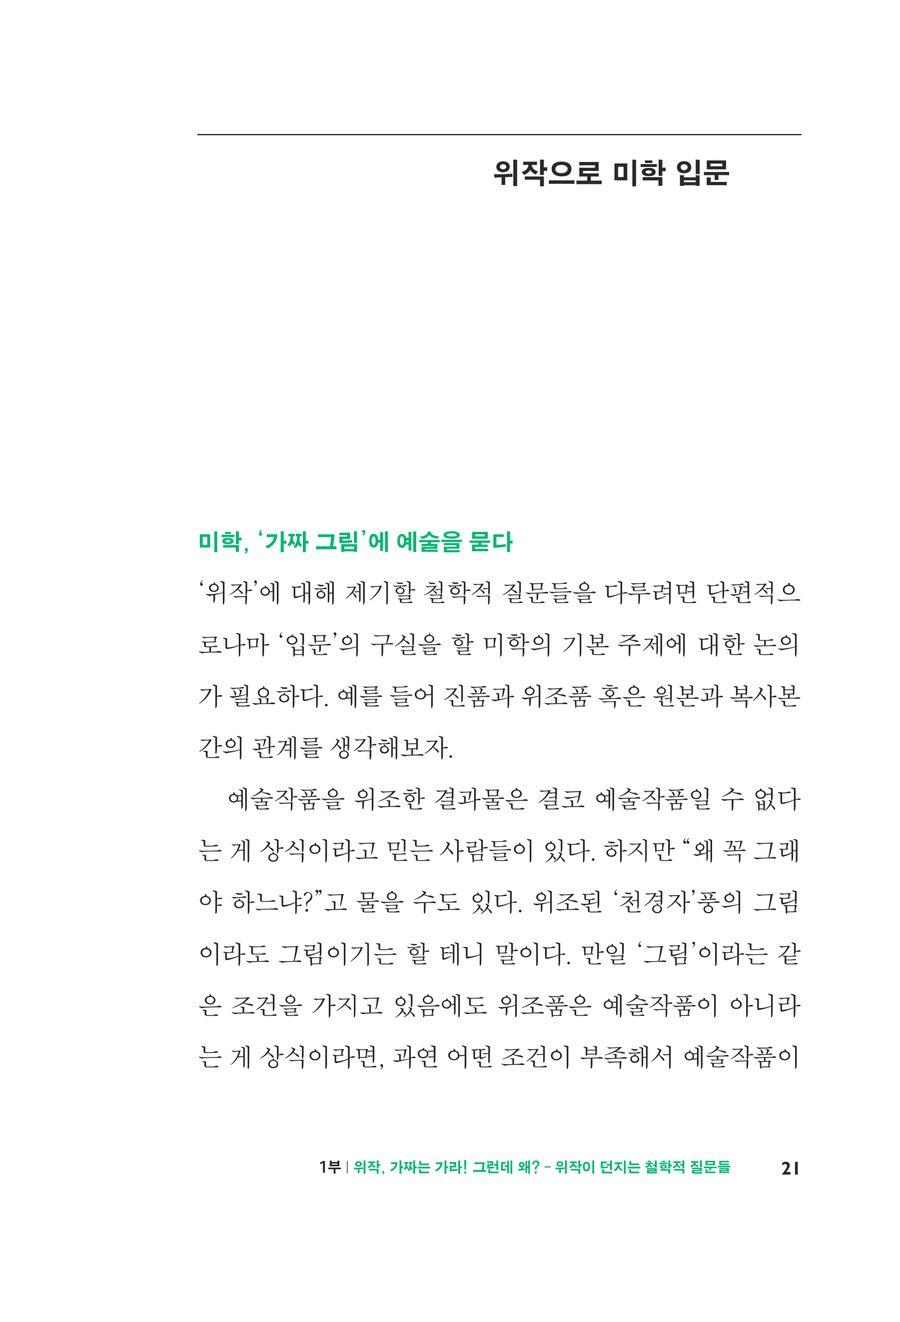 위작으로 미학 입문
미학, ‘가짜 그림’에 예술을 묻다
‘위작’에 대해 제기할 철학적 질문들을 다루려면 단편적으
로나마 ‘입문’의 구실을 할 미학의 기본 주제에 대한 논의
가 필요하다. 예를 들어 진품과 위조품 혹은 원본과 복사본
간의 관계를 생각해보자.
예술작품을 위조한 결과물은 결코 예술작품일 수 없다
는 게 상식이라고 믿는 사람들이 있다. 하지만 “왜 꼭 그래
야 하느냐?”고 물을 수도 있다. 위조된 ‘천경자’풍의 그림
이라도 그림이기는 할 테니 말이다. 만일 ‘그림’이라는 같
은 조건을 가지고 있음에도 위조품은 예술작품이 아니라
는 게 상식이라면, 과연 어떤 조건이 부족해서 예술작품이
1부 | 위작, 가짜는 가라! 그런데 왜? - 위작이 던지는 철학적 질문들 21